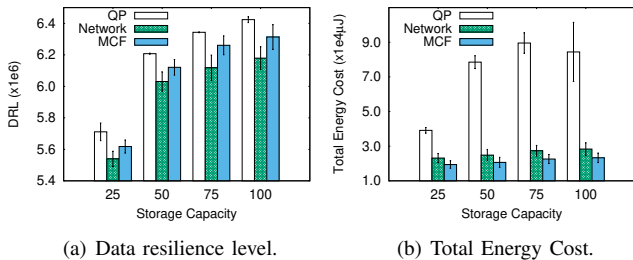 6.4
6.2
6.0
5.8
5.6
5.4
DRL (x1e6)
QP
Network
MCF
25 50 75 100
Storage Capacity
(a) Data resilience level.
9.0
7.0
5.0
3.0
1.0
Total Energy Cost (x1e4μJ)
QP
Network
MCF
25 50 75 100
Storage Capacity
(b) Total Energy Cost.